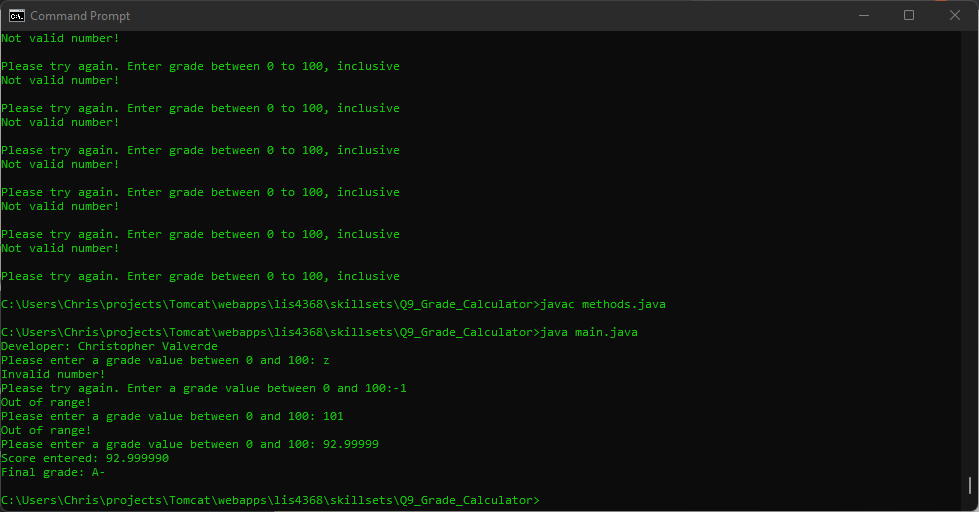 Command Prompt
Not valid number!
Please try again. Enter grade between 0 to 100, inclusive
Not valid number!
Please try again. Enter grade between 0 to 100, inclusive
Not valid number!
Please try again. Enter grade between 0 to 100, inclusive
Not valid number!
Please try again. Enter grade between 0 to 100, inclusive
Not valid number!
Please try again. Enter grade between 0 to 100, inclusive
Not valid number!
Please try again. Enter grade between 0 to 100, inclusive
C:\Users\Chris\projects\Tomcat\webapps\lis4368\skillsets\Q9_Grade_Calculator>javac methods.java
C:\Users\Chris\projects\Tomcat\webapps\lis4368\skillsets\Q9_Grade_Calculator>java main.java
Developer: Christopher Valverde
Please enter a grade value between 0 and 100: z
Invalid number!
Please try again. Enter a grade value between 0 and 100:-1
Out of range!
Please enter a grade value between 0 and 100: 101
Out of range!
Please enter a grade value between 0 and 100: 92.99999
Score entered: 92.999990
Final grade: A-
C:\Users\Chris\projects\Tomcat\webapps\lis4368\skillsets\Q9_Grade_Calculator>